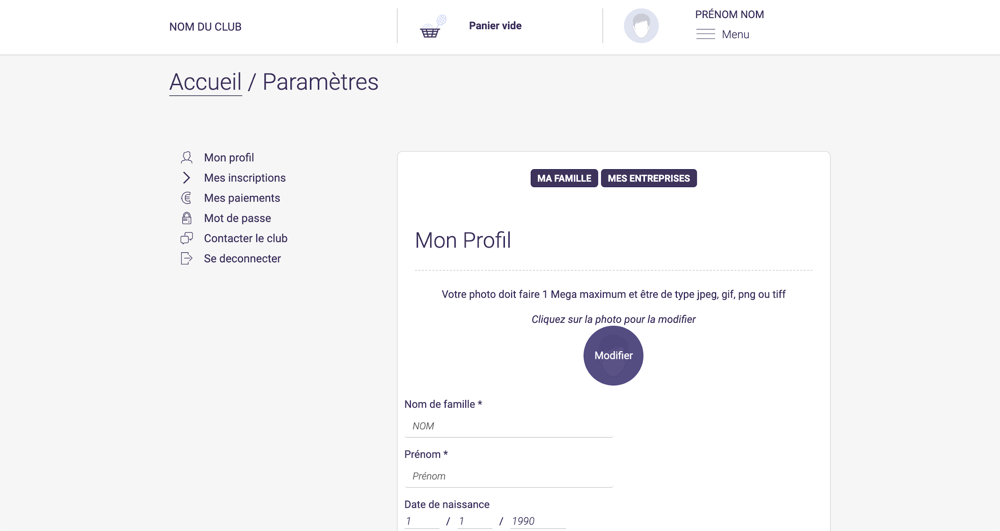 NOM DU CLUB
Panier vide
PRÉNOM NOM
Menu
Accueil / Paramètres
Mon profil
Mes inscriptions
Mes paiements
Mot de passe
Contacter le club
Se deconnecter
MA FAMILLE MES ENTREPRISES
Mon Profil
Votre photo doit faire 1 Mega maximum et être de type jpeg, gif, png ou tiff
Cliquez sur la photo pour la modifier
Modifier
Nom de famille *
NOM
Prénom *
Prénom
Date de naissance
1 / 1 / 1990